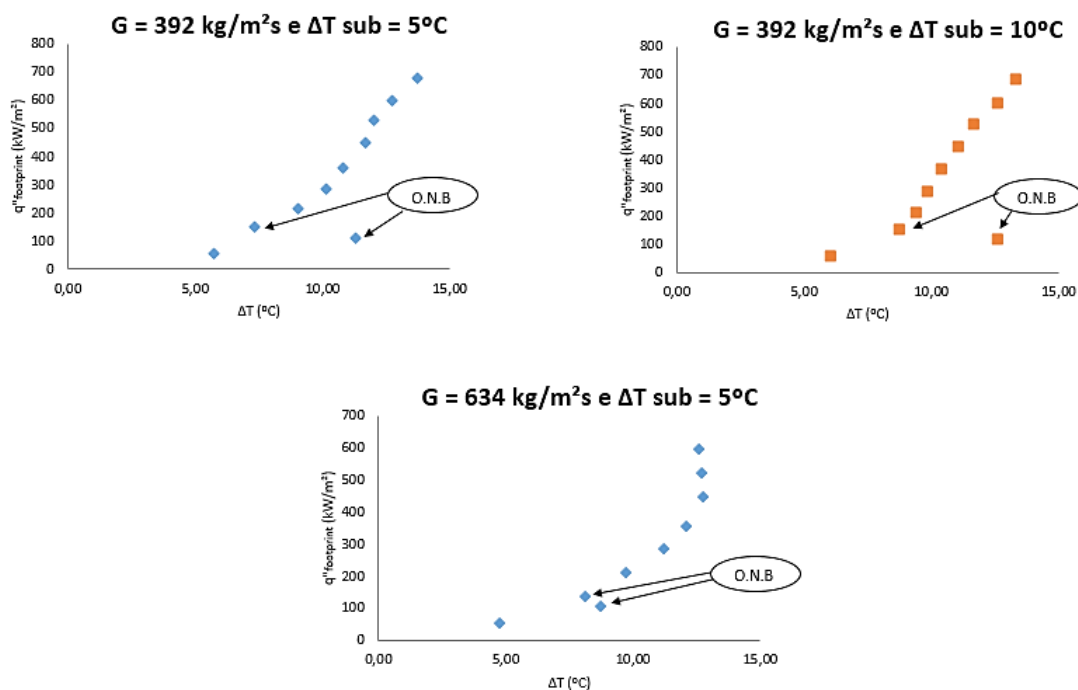 G = 392 kg/m²s e ΔT sub = 5ºC
q"footprint (kW/m²)
800
700
600
500
400
300
200
100
0
O.N.B
0,00 5,00 10,00 15,00
ΔT (ºC)
G = 392 kg/m²s e ΔT sub = 10ºC
q"footprint (kW/m²)
800
700
600
500
400
300
200
100
0
O.N.B
0,00 5,00 10,00 15,00
ΔT (ºC)
G = 634 kg/m²s e ΔT sub = 5ºC
q"footprint (kW/m²)
700
600
500
400
300
200
100
0
O.N.B
0,00 5,00 10,00 15,00
ΔT (ºC)